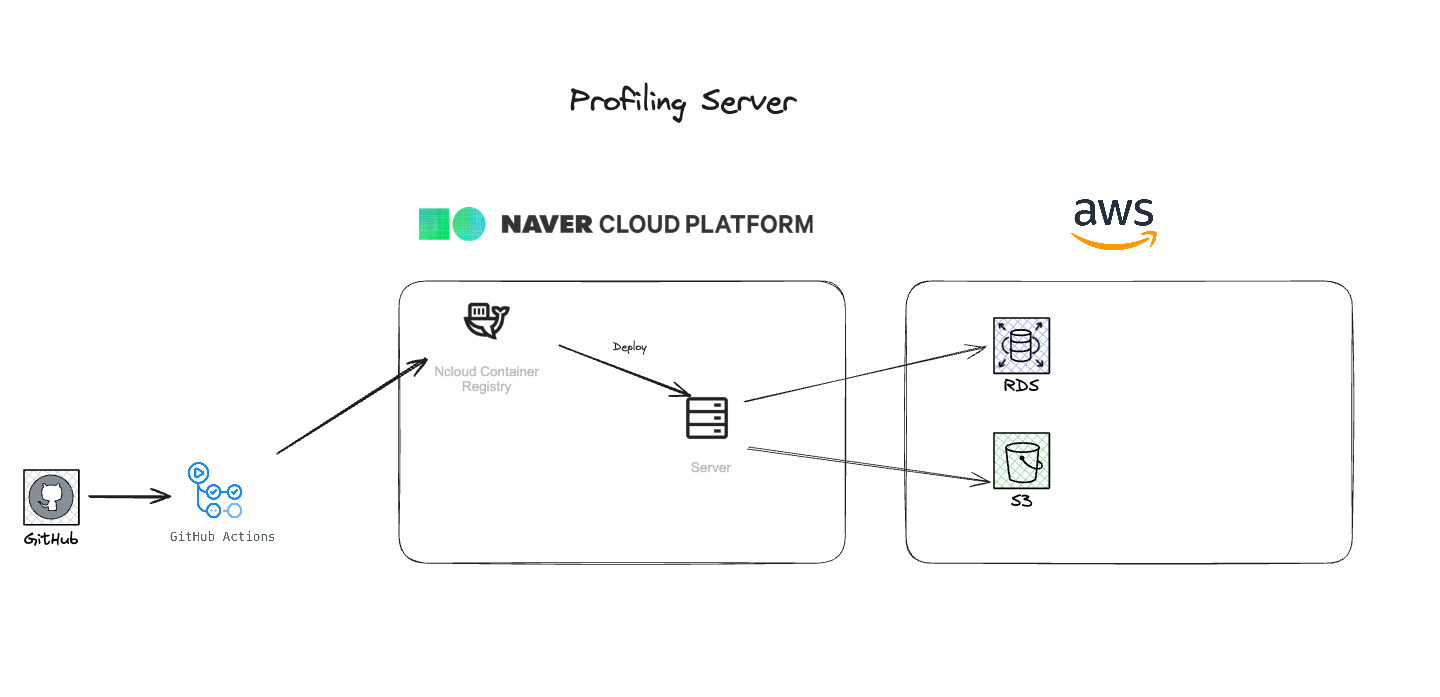 Profiling Server
NAVER CLOUD PLATFORM
aws
Ncloud Container
Registry
Deploy
Server
RDS
S3
GitHub
GitHub Actions